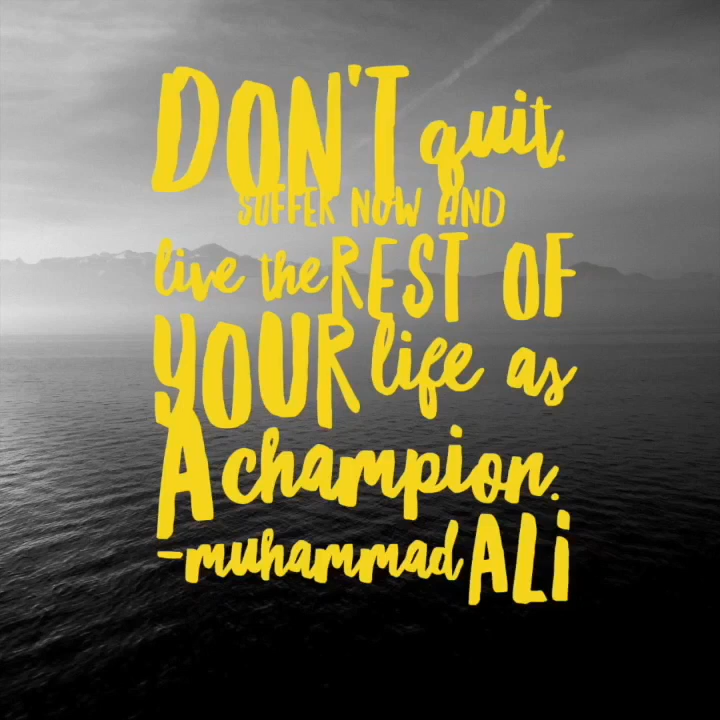 DON'T quit.
SUFFER NOW AND
live the REST OF
YOUR life as
A champion.
-muhammad ALi